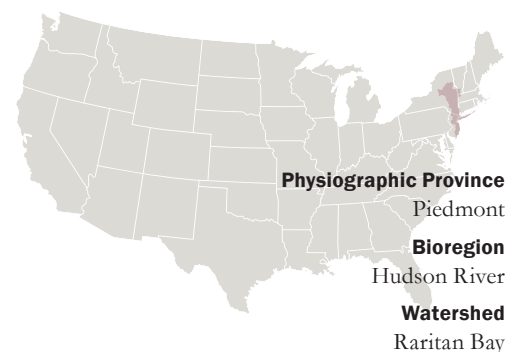 Physiographic Province
Piedmont
Bioregion
Hudson River
Watershed
Raritan Bay